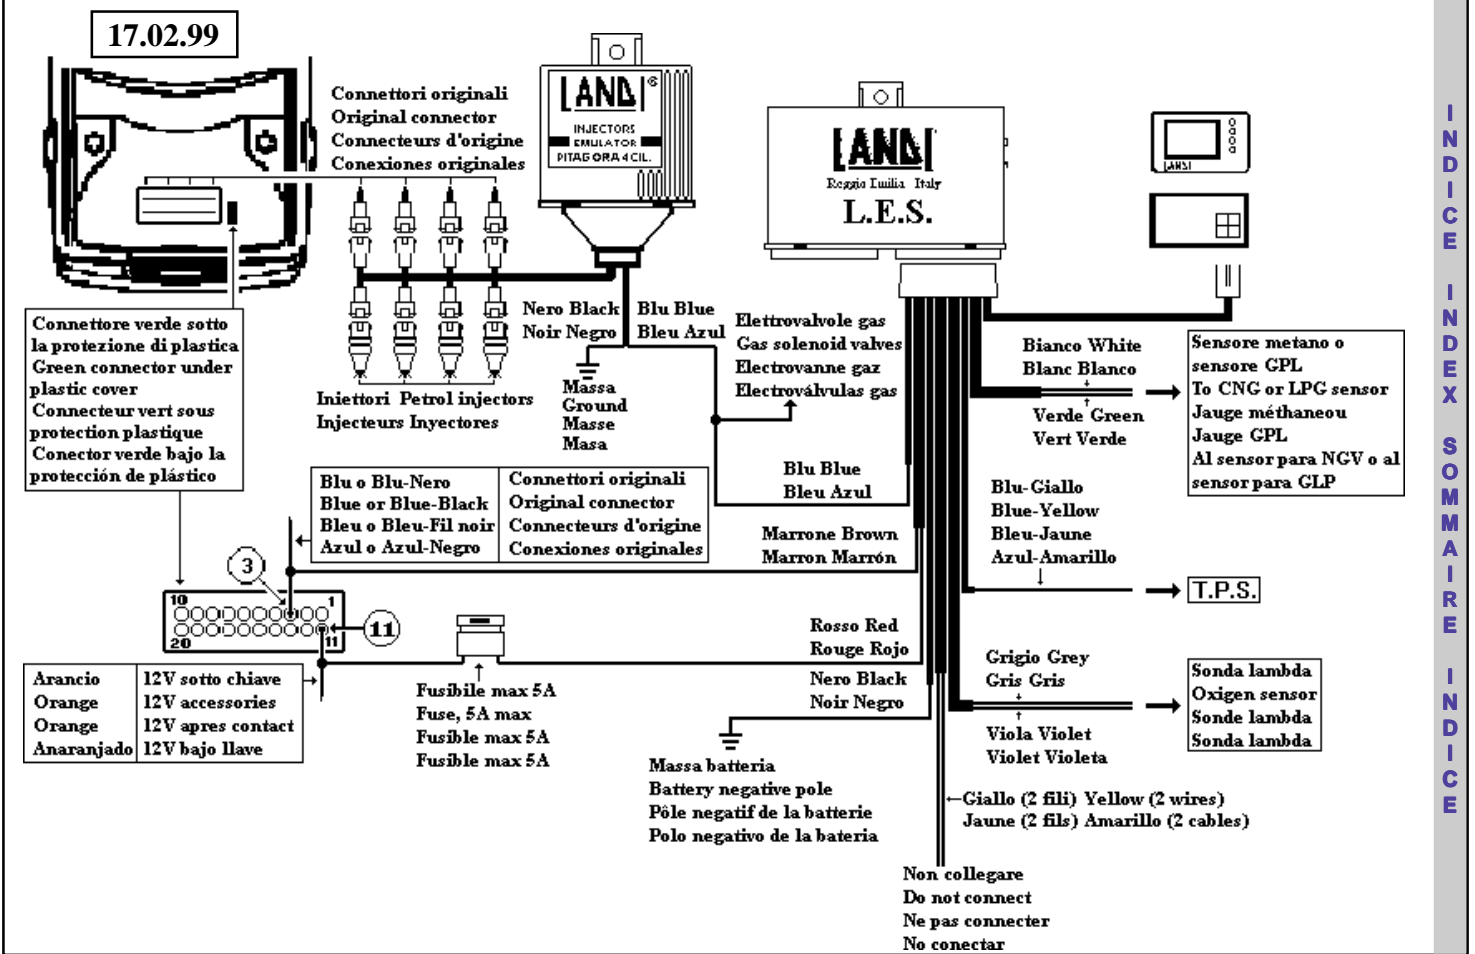 17.02.99
Connettori originali
Original connector
Connecteurs d'origine
Conexiones originales
LANDI®
INJECTORS
EMULATOR
PITAGORA 4 CIL.
LANDI
Reggio Emilia Italy
L.E.S.
LANDI
Connettore verde sotto
la protezione di plastica
Green connector under
plastic cover
Connecteur vert sous
protection plastique
Conector verde bajo la
protección de plástico
Nero Black
Noir Negro
Blu Blue
Bleu Azul
Massa
Ground
Masse
Masa
Iniettori Petrol injectors
Injecteurs Inyectores
Elettrovalvole gas
Gas solenoid valves
Electrovanne gaz
Electroválvulas gas
Bianco White
Blanc Blanco
Verde Green
Vert Verde
Sensore metano o
sensore GPL
To CNG or LPG sensor
Jauge méthaneou
Jauge GPL
Al sensor para NGV o al
sensor para GLP
Blu o Blu-Nero
Blue or Blue-Black
Bleu o Bleu-Fil noir
Azul o Azul-Negro
Connettori originali
Original connector
Connecteurs d'origine
Conexiones originales
Blu Blue
Bleu Azul
Marrone Brown
Marron Marrón
Blu-Giallo
Blue-Yellow
Bleu-Jaune
Azul-Amarillo
T.P.S.
3
10
1
20
11
11
Arancio
Orange
Orange
Anaranjado
12V sotto chiave
12V accessories
12V apres contact
12V bajo llave
Fusibile max 5A
Fuse, 5A max
Fusible max 5A
Fusible max 5A
Rosso Red
Rouge Rojo
Nero Black
Noir Negro
Massa batteria
Battery negative pole
Pôle negatif de la batterie
Polo negativo de la bateria
Grigio Grey
Gris Gris
Viola Violet
Violet Violeta
Sonda lambda
Oxigen sensor
Sonde lambda
Sonda lambda
Giallo (2 fili) Yellow (2 wires)
Jaune (2 fils) Amarillo (2 cables)
Non collegare
Do not connect
Ne pas connecter
No conectar
INDICE INDEX SOMMAIRE INDICE